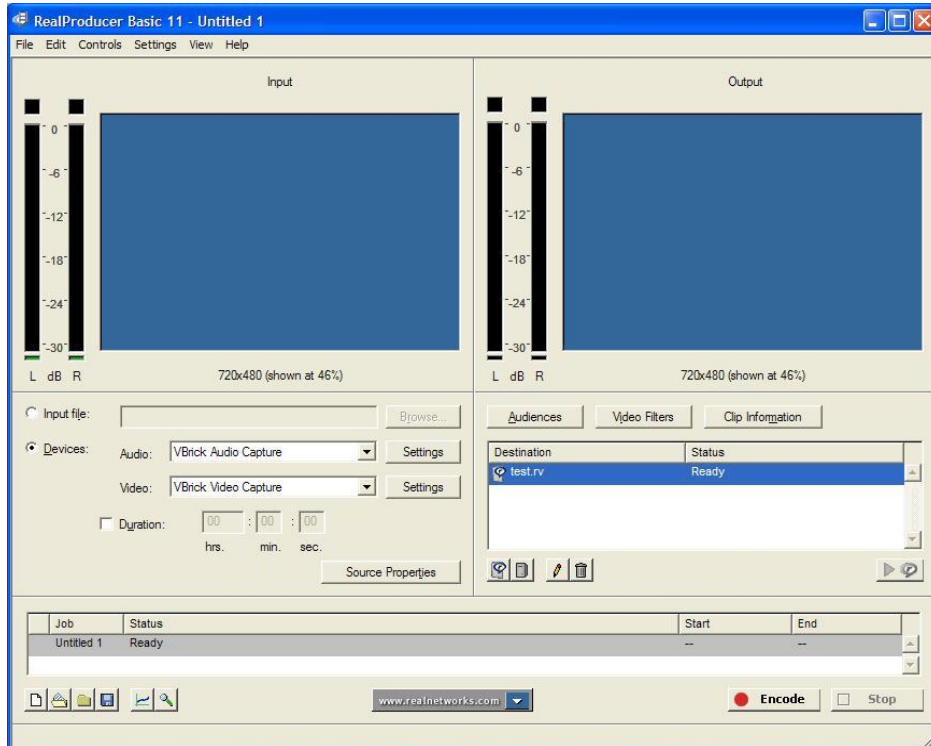 RealProducer Basic 11 - Untitled 1
File Edit Controls Settings View Help
Input
0
-6
-12
-18
-24
-30
L dB R
720x480 (shown at 46%)
Output
0
-6
-12
-18
-24
-30
L dB R
720x480 (shown at 46%)
Input file:
Browse...
Devices:
Audio: VBrick Audio Capture Settings
Video: VBrick Video Capture Settings
Duration: 00 : 00 : 00
hrs. min. sec.
Source Properties
Audiences Video Filters Clip Information
Destination Status
test.rv Ready
Job Status Start End
Untitled 1 Ready -- --
www.realnetworks.com
Encode Stop